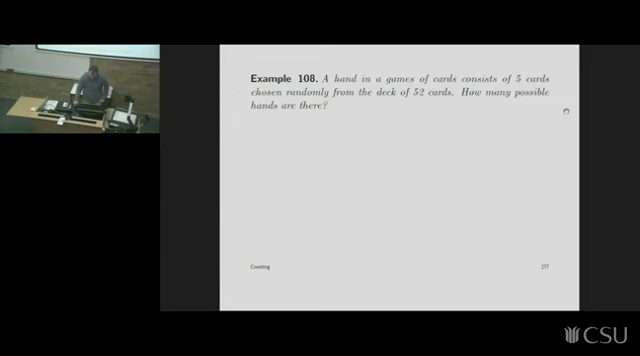 Example 108. A hand in a games of cards consists of 5 cards
chosen randomly from the deck of 52 cards. How many possible
hands are there?
Counting
277
CSU